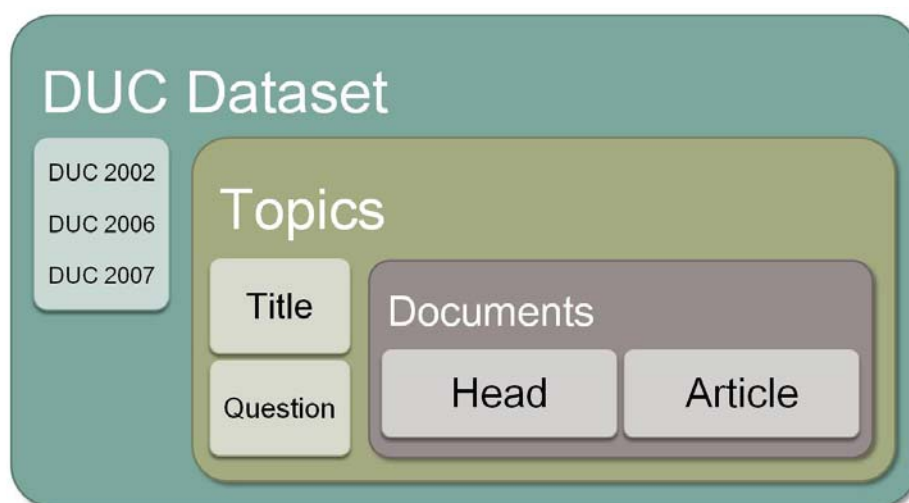 DUC Dataset
DUC 2002
DUC 2006
DUC 2007
Topics
Title
Question
Documents
Head
Article